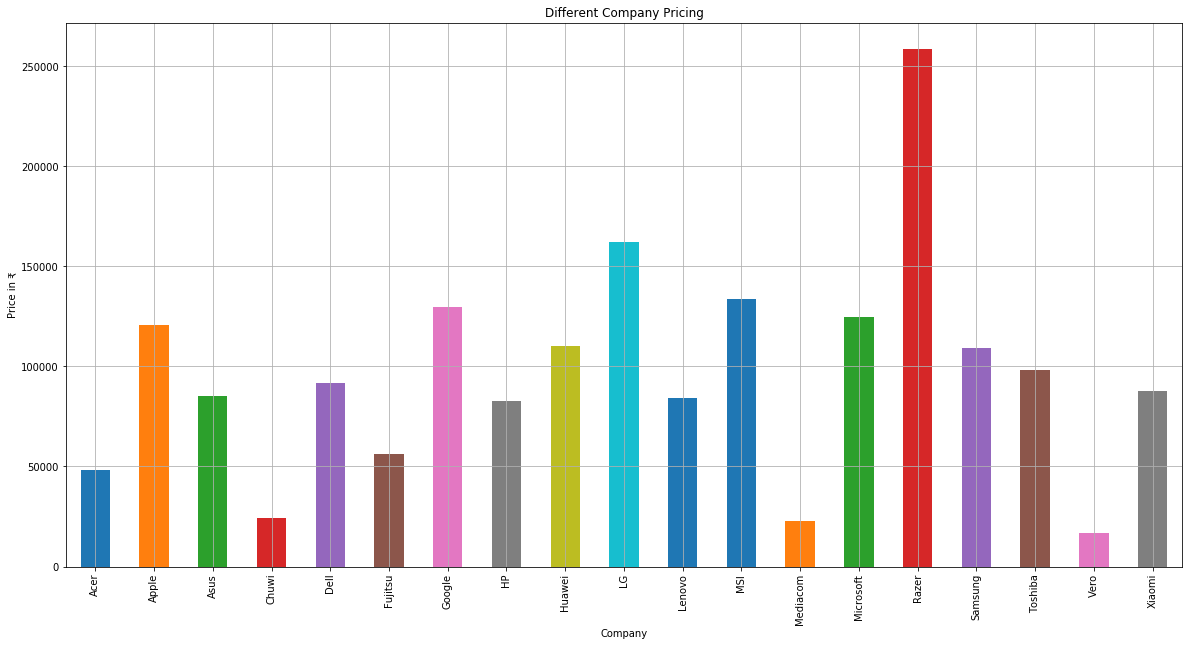 Different Company Pricing
Price in ₹
250000
200000
150000
100000
50000
0
Acer
Apple
Asus
Chuwi
Dell
Fujitsu
Google
HP
Huawei
LG
Lenovo
MSI
Mediacom
Microsoft
Razer
Samsung
Toshiba
Vero
Xiaomi
Company